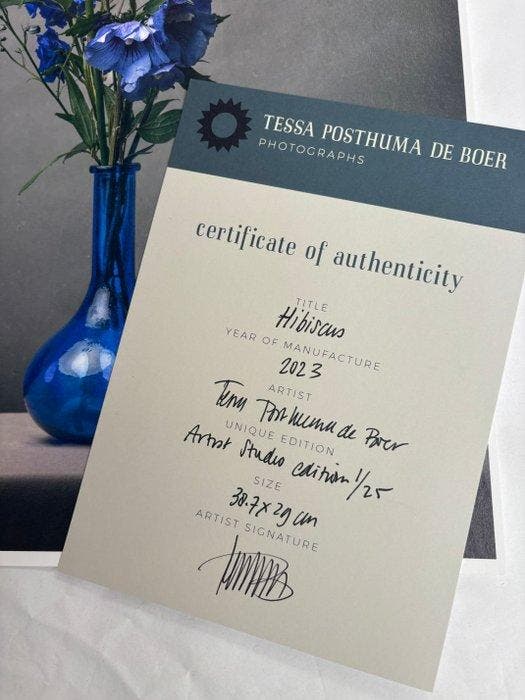 TESSA POSTHUMA DE BOER
PHOTOGRAPHS
certificate of authenticity
TITLE
Hibiscus
YEAR OF MANUFACTURE
2023
ARTIST
Tessa Posthuma de Boer
UNIQUE EDITION
Artist Studio edition 1/25
SIZE
38.7 x 29 cm
ARTIST SIGNATURE